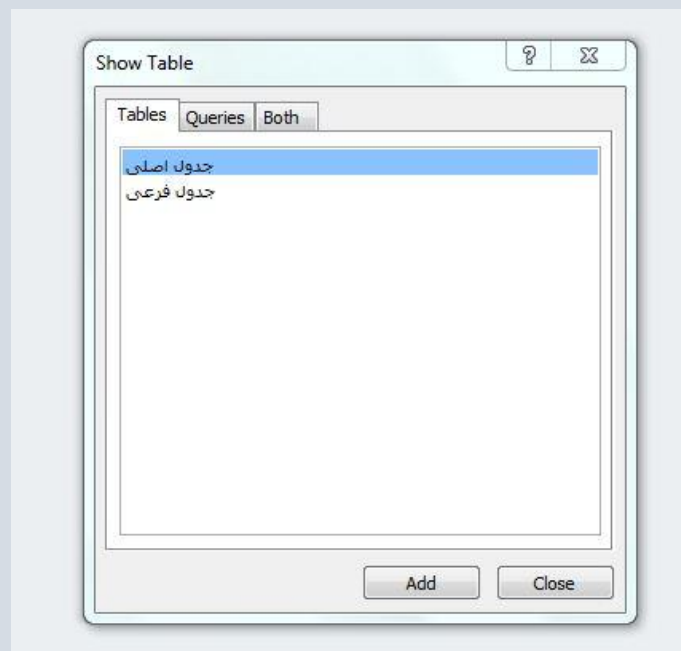 Show Table
Tables Queries Both
جدول اصلی
جدول فرعی
Add Close